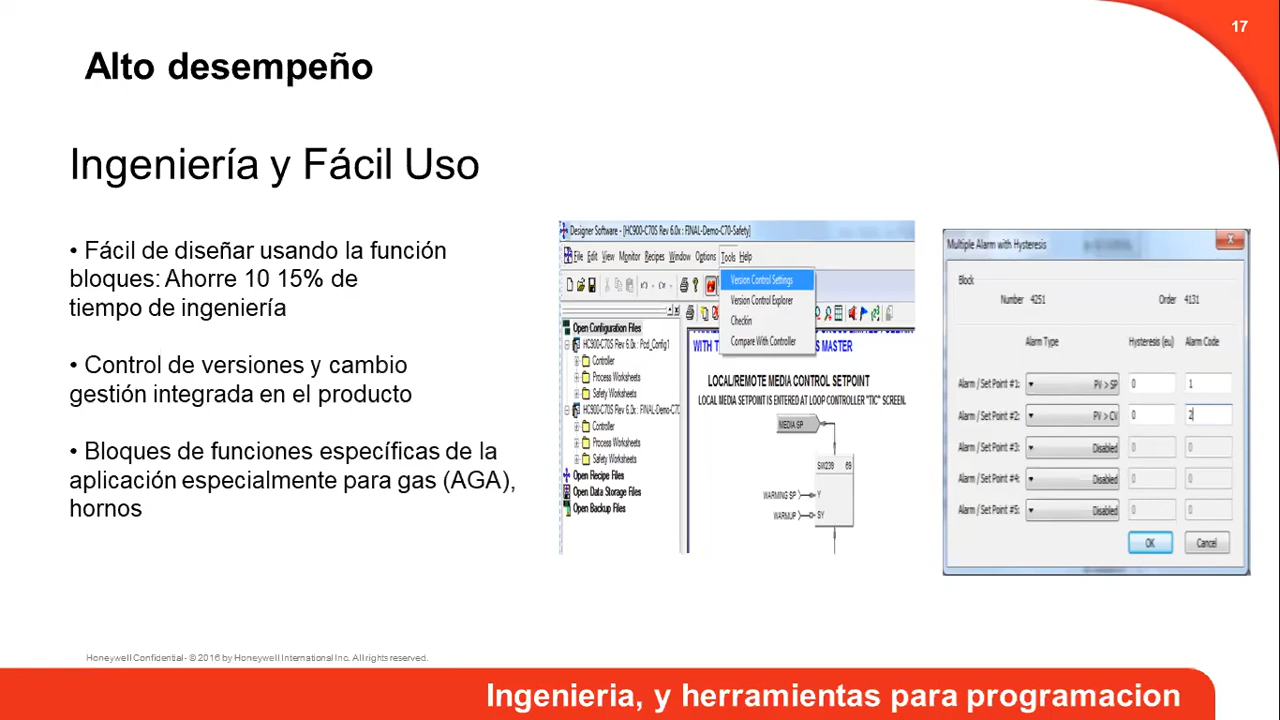 17
Alto desempeño
Ingeniería y Fácil Uso
• Fácil de diseñar usando la función
bloques: Ahorre 10 15% de
tiempo de ingeniería
• Control de versiones y cambio
gestión integrada en el producto
• Bloques de funciones específicas de la
aplicación especialmente para gas (AGA),
hornos
Designer Software - [HC900-C70S Rev 6.0x : FINAL-Demo-C70-Safety]
File Edit View Monitor Recipes Window Options Tools Help
Version Control Settings
Version Control Explorer
Checkin
Compare With Controller
Open Configuration Files
HC900-C70S Rev 6.0x : Pcd_Config1
Controller
Process Worksheets
Safety Worksheets
HC900-C70S Rev 6.0x : FINAL-Demo-C7
Controller
Process Worksheets
Safety Worksheets
Open Recipe Files
Open Data Storage Files
Open Backup Files
WITH MASTER
LOCAL/REMOTE MEDIA CONTROL SETPOINT
LOCAL MEDIA SETPOINT IS ENTERED AT LOOP CONTROLLER "TIC" SCREEN.
MEDIA SP
SW239 69
WARMING SP Y
WARMUP SY
Multiple Alarm with Hysteresis
Block
Number 4251 Order 4131
Alarm Type Hysteresis (eu) Alarm Code
Alarm / Set Point #1: PV > SP 0 1
Alarm / Set Point #2: PV > CV 0 2
Alarm / Set Point #3: Disabled 0 0
Alarm / Set Point #4: Disabled 0 0
Alarm / Set Point #5: Disabled 0 0
OK Cancel
Honeywell Confidential - © 2016 by Honeywell International Inc. All rights reserved.
Ingenieria, y herramientas para programacion